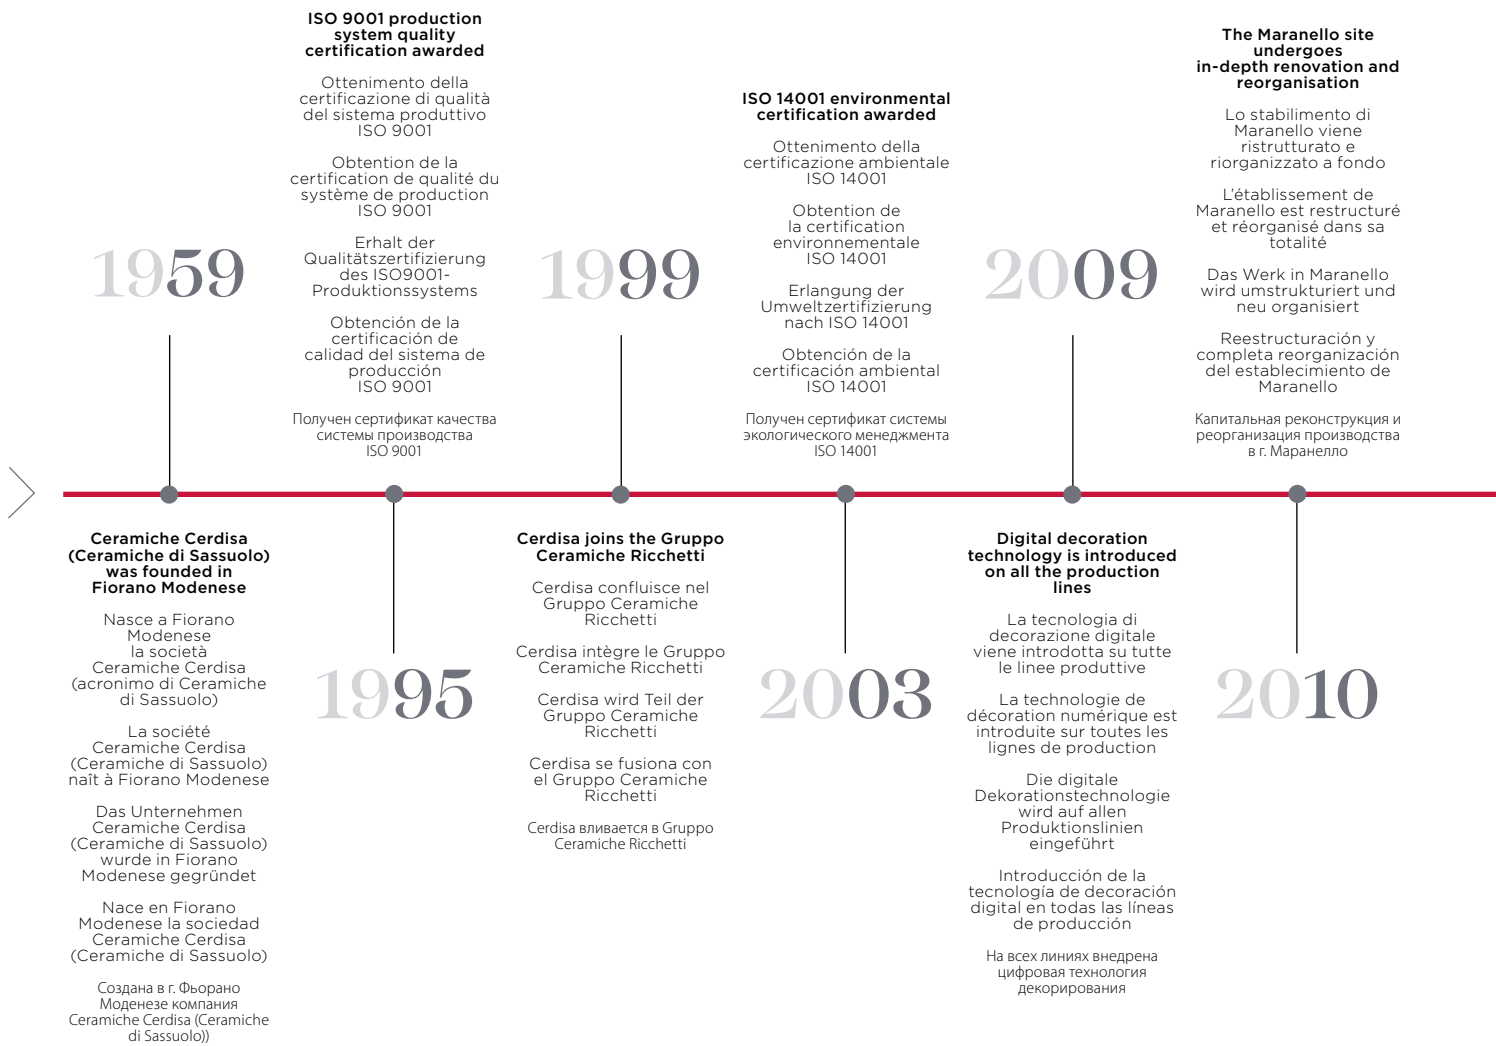 1959
Ceramiche Cerdisa
(Ceramiche di Sassuolo)
was founded in
Fiorano Modenese
Nasce a Fiorano
Modenese
la società
Ceramiche Cerdisa
(acronimo di Ceramiche
di Sassuolo)
La société
Ceramiche Cerdisa
(Ceramiche di Sassuolo)
naît à Fiorano Modenese
Das Unternehmen
Ceramiche Cerdisa
(Ceramiche di Sassuolo)
wurde in Fiorano
Modenese gegründet
Nace en Fiorano
Modenese la sociedad
Ceramiche Cerdisa
(Ceramiche di Sassuolo)
Создана в г. Фьорано
Моденезе компания
Ceramiche Cerdisa (Ceramiche
di Sassuolo))
ISO 9001 production
system quality
certification awarded
Ottenimento della
certificazione di qualità
del sistema produttivo
ISO 9001
Obtention de la
certification de qualité du
système de production
ISO 9001
Erhalt der
Qualitätszertifizierung
des ISO9001-
Produktionssystems
Obtención de la
certificación de
calidad del sistema de
producción
ISO 9001
Получен сертификат качества
системы производства
ISO 9001
1995
1999
Cerdisa joins the Gruppo
Ceramiche Ricchetti
Cerdisa confluisce nel
Gruppo Ceramiche
Ricchetti
Cerdisa intègre le Gruppo
Ceramiche Ricchetti
Cerdisa wird Teil der
Gruppo Ceramiche
Ricchetti
Cerdisa se fusiona con
el Gruppo Ceramiche
Ricchetti
Cerdisa вливается в Gruppo
Ceramiche Ricchetti
ISO 14001 environmental
certification awarded
Ottenimento della
certificazione ambientale
ISO 14001
Obtention de
la certification
environnementale
ISO 14001
Erlangung der
Umweltzertifizierung
nach ISO 14001
Obtención de la
certificación ambiental
ISO 14001
Получен сертификат системы
экологического менеджмента
ISO 14001
2003
2009
Digital decoration
technology is introduced
on all the production
lines
La tecnologia di
decorazione digitale
viene introdotta su tutte
le linee produttive
La technologie de
décoration numérique est
introduite sur toutes les
lignes de production
Die digitale
Dekorationstechnologie
wird auf allen
Produktionslinien
eingeführt
Introducción de la
tecnología de decoración
digital en todas las líneas
de producción
На всех линиях внедрена
цифровая технология
декорирования
The Maranello site
undergoes
in-depth renovation and
reorganisation
Lo stabilimento di
Maranello viene
ristrutturato e
riorganizzato a fondo
L'établissement de
Maranello est restructuré
et réorganisé dans sa
totalité
Das Werk in Maranello
wird umstrukturiert und
neu organisiert
Reestructuración y
completa reorganización
del establecimiento de
Maranello
Капитальная реконструкция и
реорганизация производства
в г. Маранелло
2010